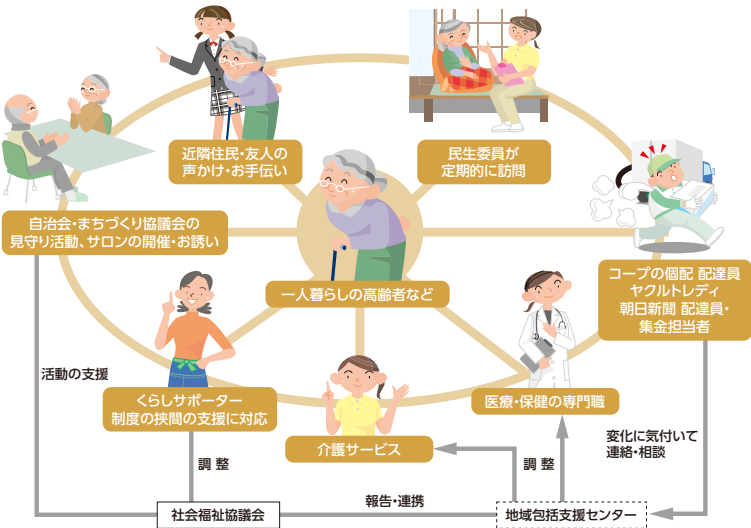 近隣住民・友人の
声かけ・お手伝い
民生委員が
定期的に訪問
自治会・まちづくり協議会の
見守り活動、サロンの開催・お誘い
一人暮らしの高齢者など
コープの個配 配達員
ヤクルトレディ
朝日新聞 配達員・
集金担当者
くらしサポーター
制度の狭間の支援に対応
介護サービス
医療・保健の専門職
活動の支援
調 整
調 整
変化に気付いて
連絡・相談
社会福祉協議会
報告・連携
地域包括支援センター